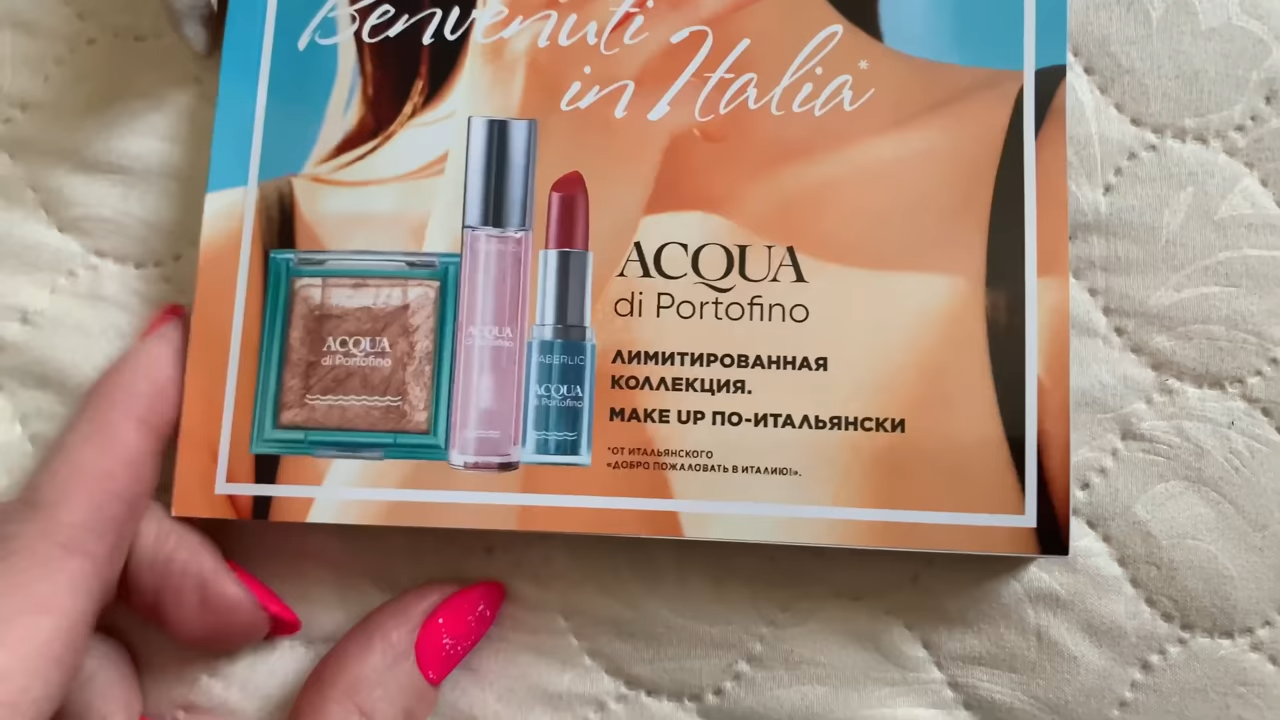 Benvenuti
in Italia*
ACQUA
di Portofino
ACQUA
di Portofino
FABERLIC
ACQUA
di Portofino
ACQUA
di Portofino
ЛИМИТИРОВАННАЯ
КОЛЛЕКЦИЯ.
MAKE UP ПО-ИТАЛЬЯНСКИ
*ОТ ИТАЛЬЯНСКОГО
«ДОБРО ПОЖАЛОВАТЬ В ИТАЛИЮ!».